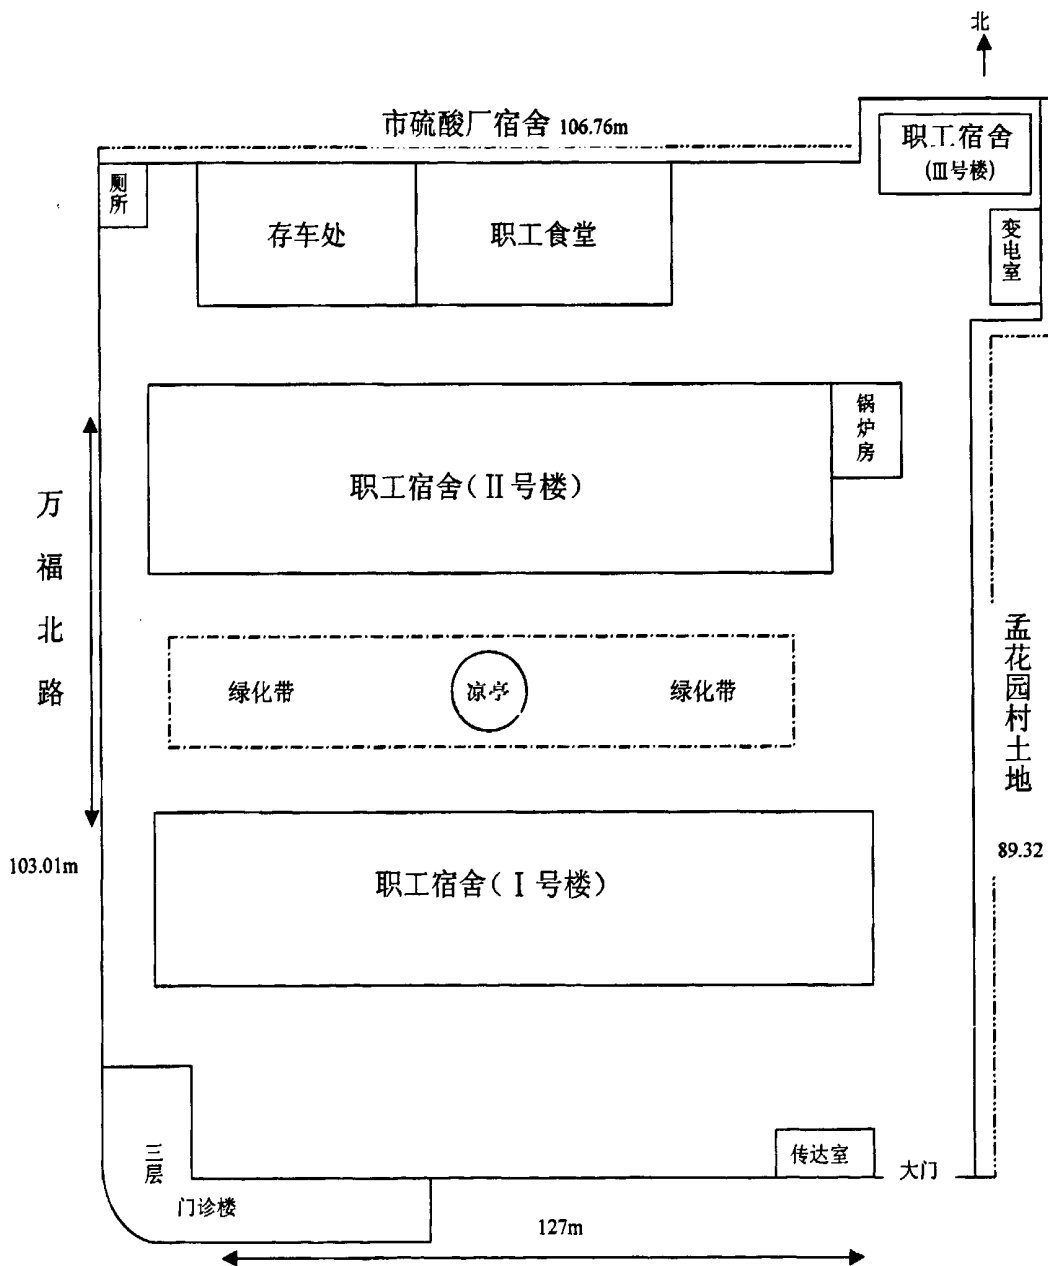 北
市硫酸厂宿舍 106.76m
职工宿舍
(Ⅲ号楼)
厕所
存车处
职工食堂
变电室
锅炉房
职工宿舍(Ⅱ号楼)
万福北路
绿化带
凉亭
绿化带
孟花园村土地
103.01m
89.32
职工宿舍(Ⅰ号楼)
三层
门诊楼
传达室
大门
127m